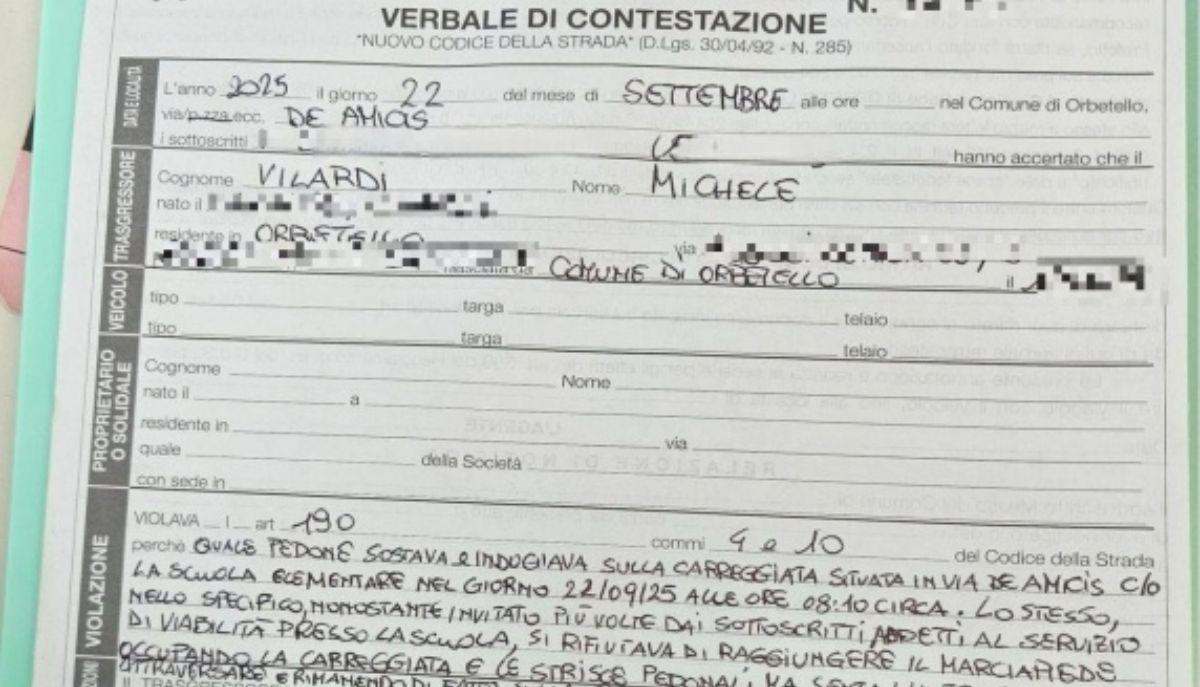 N.
VERBALE DI CONTESTAZIONE
"NUOVO CODICE DELLA STRADA" (D.Lgs. 30/04/92 - N. 285)
DATA E LOCALITÀ
L'anno 2025 il giorno 22 del mese di SETTEMBRE alle ore nel Comune di Orbetello,
via/p.zza ecc. DE AMICIS
i sottoscritti hanno accertato che il
TRASGRESSORE
Cognome VILARDI Nome MICHELE
nato il
residente in ORBETELLO via
COMUNE DI ORBETELLO il
VEICOLO
tipo targa telaio
tipo targa telaio
PROPRIETARIO O SOLIDALE
Cognome Nome
nato il a
residente in via
quale della Società
con sede in
VIOLAZIONE
VIOLAVA l art 190 commi 4 e 10 del Codice della Strada
perchè QUALE PEDONE SOSTAVA E INDUGIAVA SULLA CARREGGIATA SITUATA IN VIA DE AMICIS C/O
LA SCUOLA ELEMENTARE NEL GIORNO 22/09/25 ALLE ORE 08:10 CIRCA. LO STESSO,
NELLO SPECIFICO, NONOSTANTE INVITATO PIÙ VOLTE DAI SOTTOSCRITTI, ADDETTI AL SERVIZIO
DI VIABILITÀ PRESSO LA SCUOLA, SI RIFIUTAVA DI RAGGIUNGERE IL MARCIAPIEDE
OCCUPANDO LA CARREGGIATA E LE STRISCE PEDONALI
ATTRAVERSARE E RIMANENDO DI FATTO